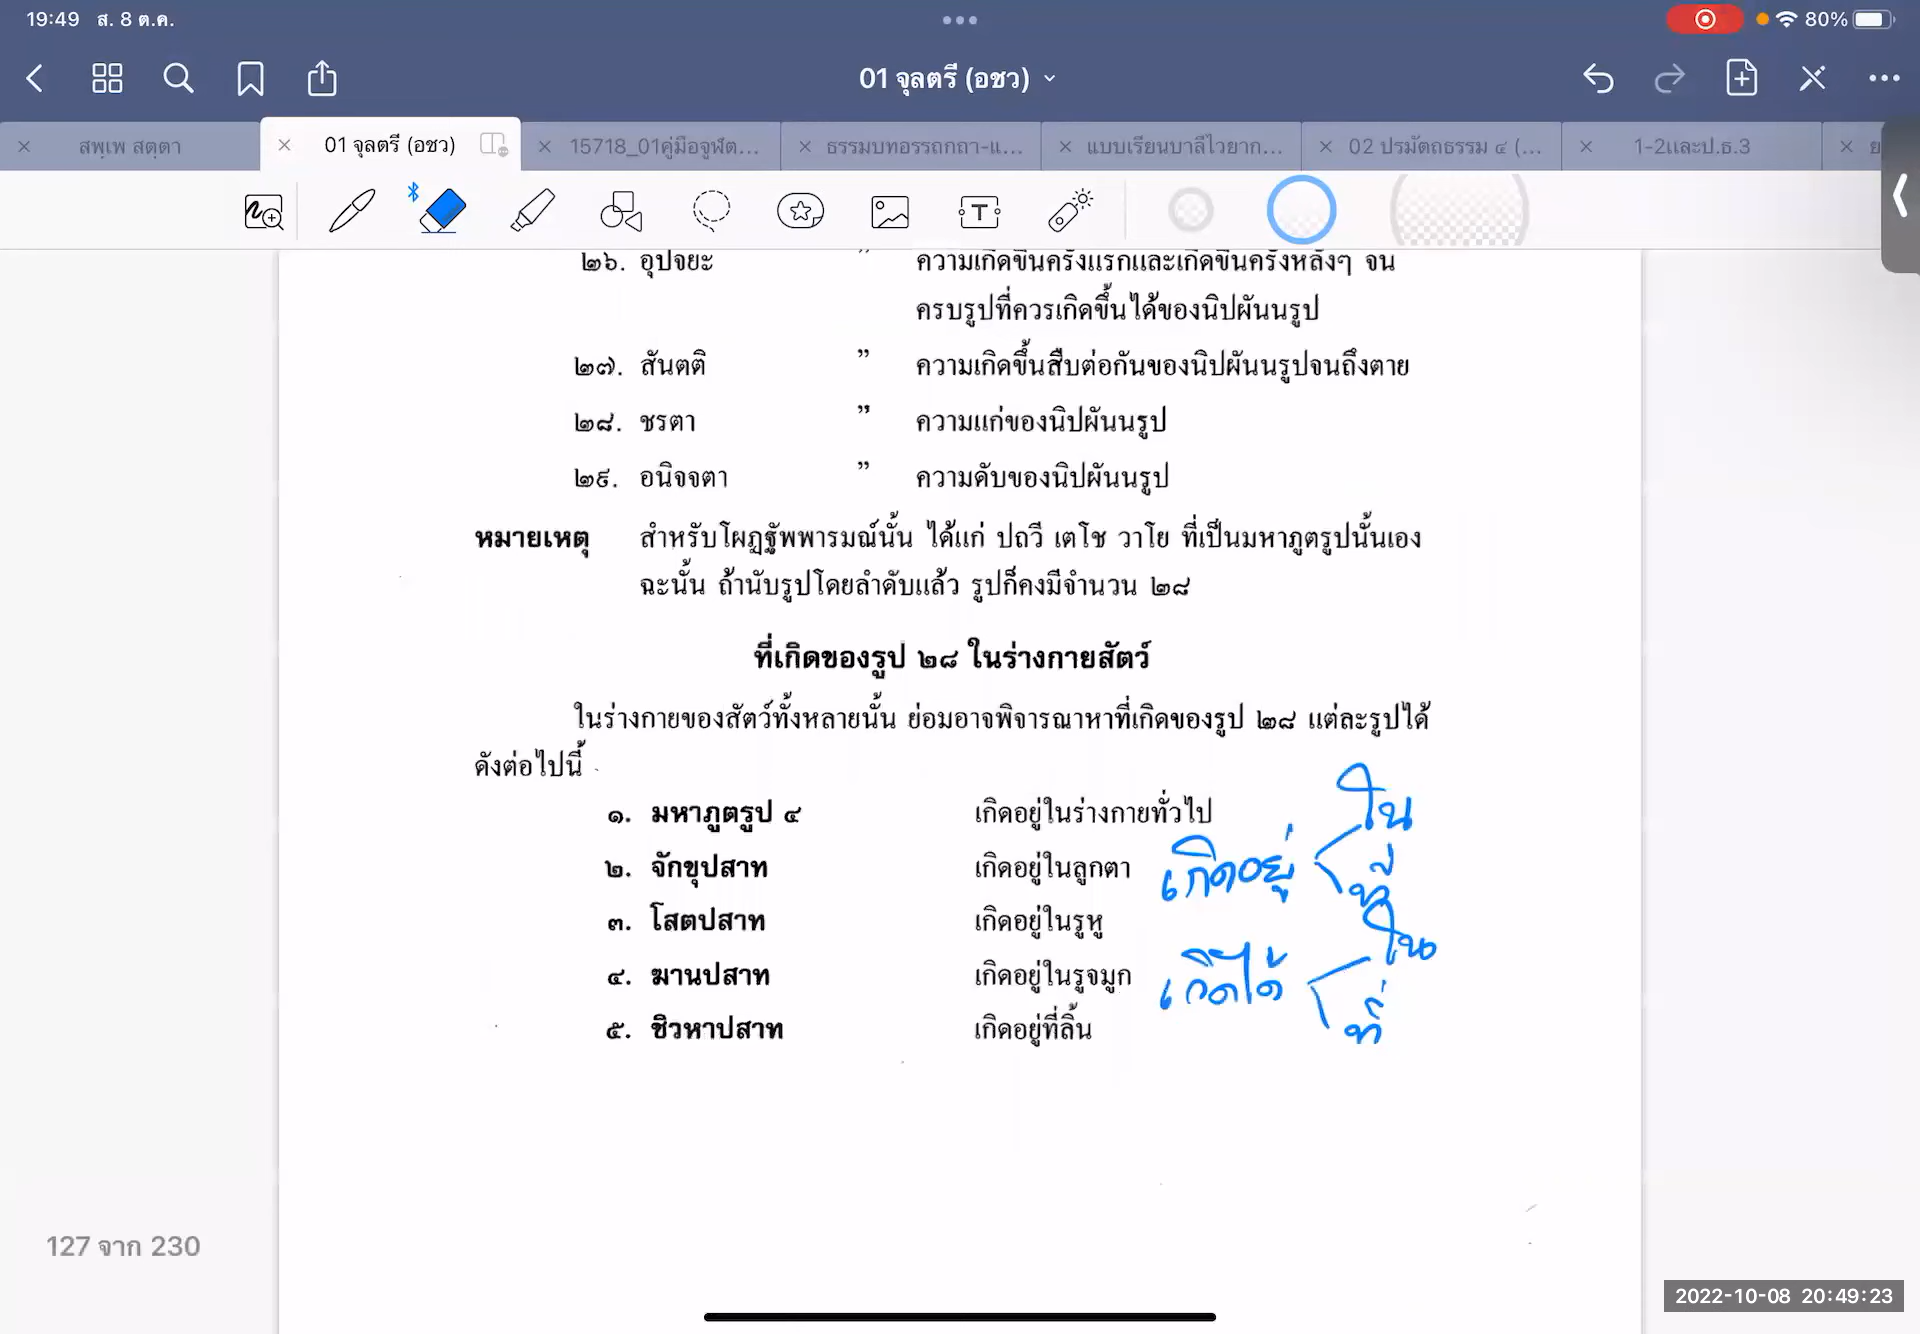 19:49 ส. 8 ต.ค.
80%
01 จุลตรี (อชว)
สพฺเพ สตฺตา
01 จุลตรี (อชว)
15718_01คู่มือจูฬต...
ธรรมบทอรรถกถา-แ...
แบบเรียนบาลีไวยาก...
02 ปรมัตถธรรม ๔ (...
1-2และป.ธ.3
ย
๒๖. อุปจยะ ” ความเกิดขึ้นครั้งแรกและเกิดขึ้นครั้งหลังๆ จน
ครบรูปที่ควรเกิดขึ้นได้ของนิปผันนรูป
๒๗. สันตติ ” ความเกิดขึ้นสืบต่อกันของนิปผันนรูปจนถึงตาย
๒๘. ชรตา ” ความแก่ของนิปผันนรูป
๒๙. อนิจจตา ” ความดับของนิปผันนรูป
หมายเหตุ สำหรับโผฏฐัพพารมณ์นั้น ได้แก่ ปถวี เตโช วาโย ที่เป็นมหาภูตรูปนั้นเอง
ฉะนั้น ถ้านับรูปโดยลำดับแล้ว รูปก็คงมีจำนวน ๒๘
ที่เกิดของรูป ๒๘ ในร่างกายสัตว์
ในร่างกายของสัตว์ทั้งหลายนั้น ย่อมอาจพิจารณาหาที่เกิดของรูป ๒๘ แต่ละรูปได้
ดังต่อไปนี้
๑. มหาภูตรูป ๔ เกิดอยู่ในร่างกายทั่วไป
๒. จักขุปสาท เกิดอยู่ในลูกตา
๓. โสตปสาท เกิดอยู่ในรูหู
๔. ฆานปสาท เกิดอยู่ในรูจมูก
๕. ชิวหาปสาท เกิดอยู่ที่ลิ้น
ใน
เกิดอยู่
ที่
ใน
เกิดได้
ที่
127 จาก 230
2022-10-08 20:49:23